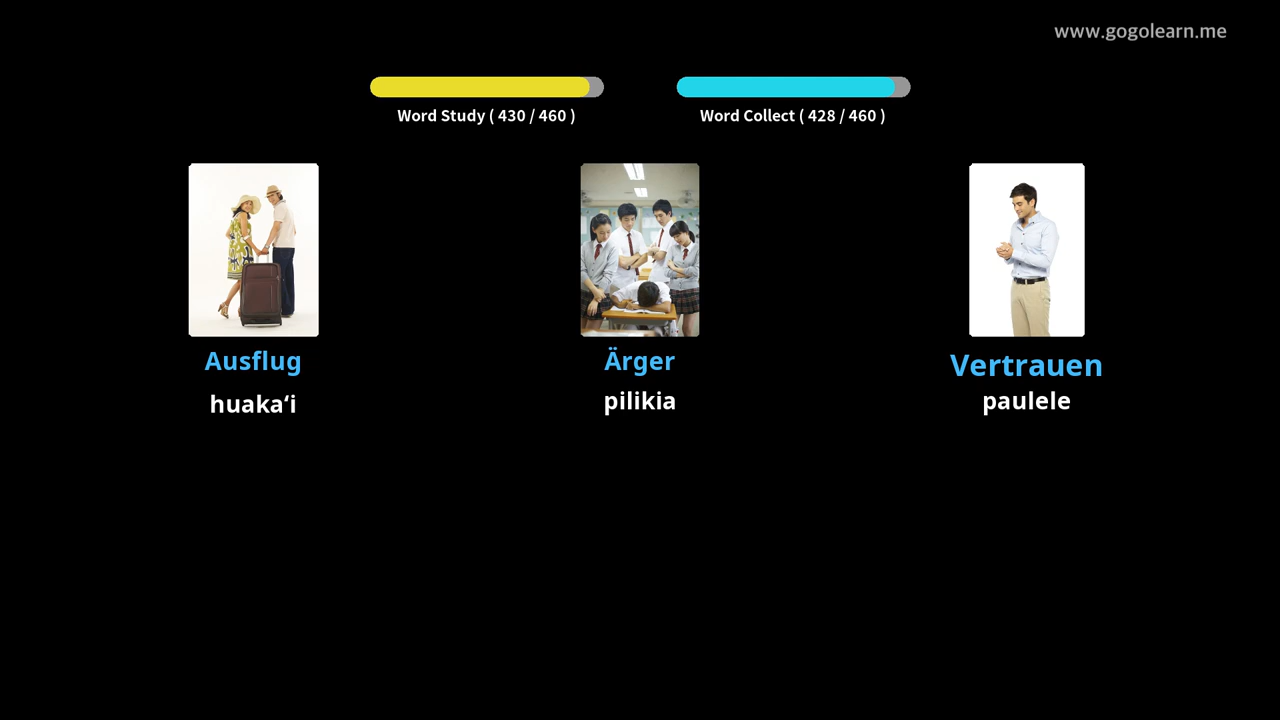 www.gogolearn.me
Word Study ( 430 / 460 )
Word Collect ( 428 / 460 )
Ausflug
huakaʻi
Ärger
pilikia
Vertrauen
paulele